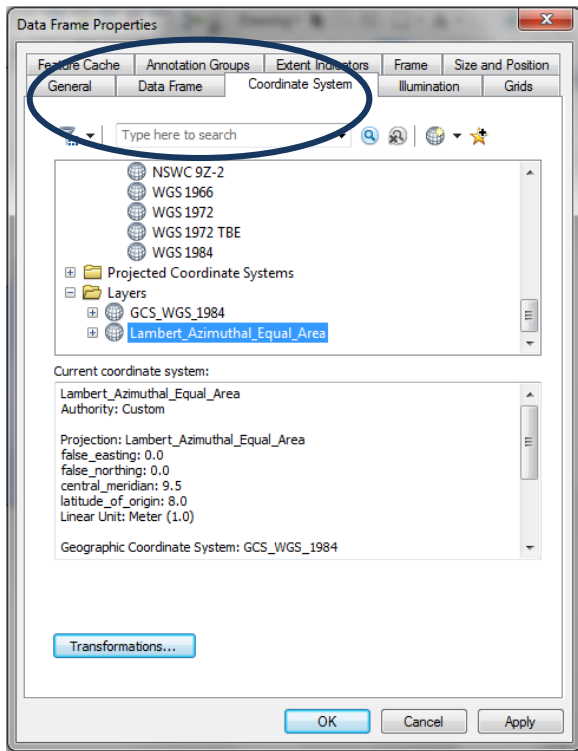 Data Frame Properties
Feature Cache Annotation Groups Extent Indicators Frame Size and Position
General Data Frame Coordinate System Illumination Grids
Type here to search
NSWC 9Z-2
WGS 1966
WGS 1972
WGS 1972 TBE
WGS 1984
Projected Coordinate Systems
Layers
GCS_WGS_1984
Lambert_Azimuthal_Equal_Area
Current coordinate system:
Lambert_Azimuthal_Equal_Area
Authority: Custom
Projection: Lambert_Azimuthal_Equal_Area
false_easting: 0.0
false_northing: 0.0
central_meridian: 9.5
latitude_of_origin: 8.0
Linear Unit: Meter (1.0)
Geographic Coordinate System: GCS_WGS_1984
Transformations...
OK Cancel Apply